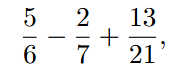 5/6 − 2/7 + 13/21,